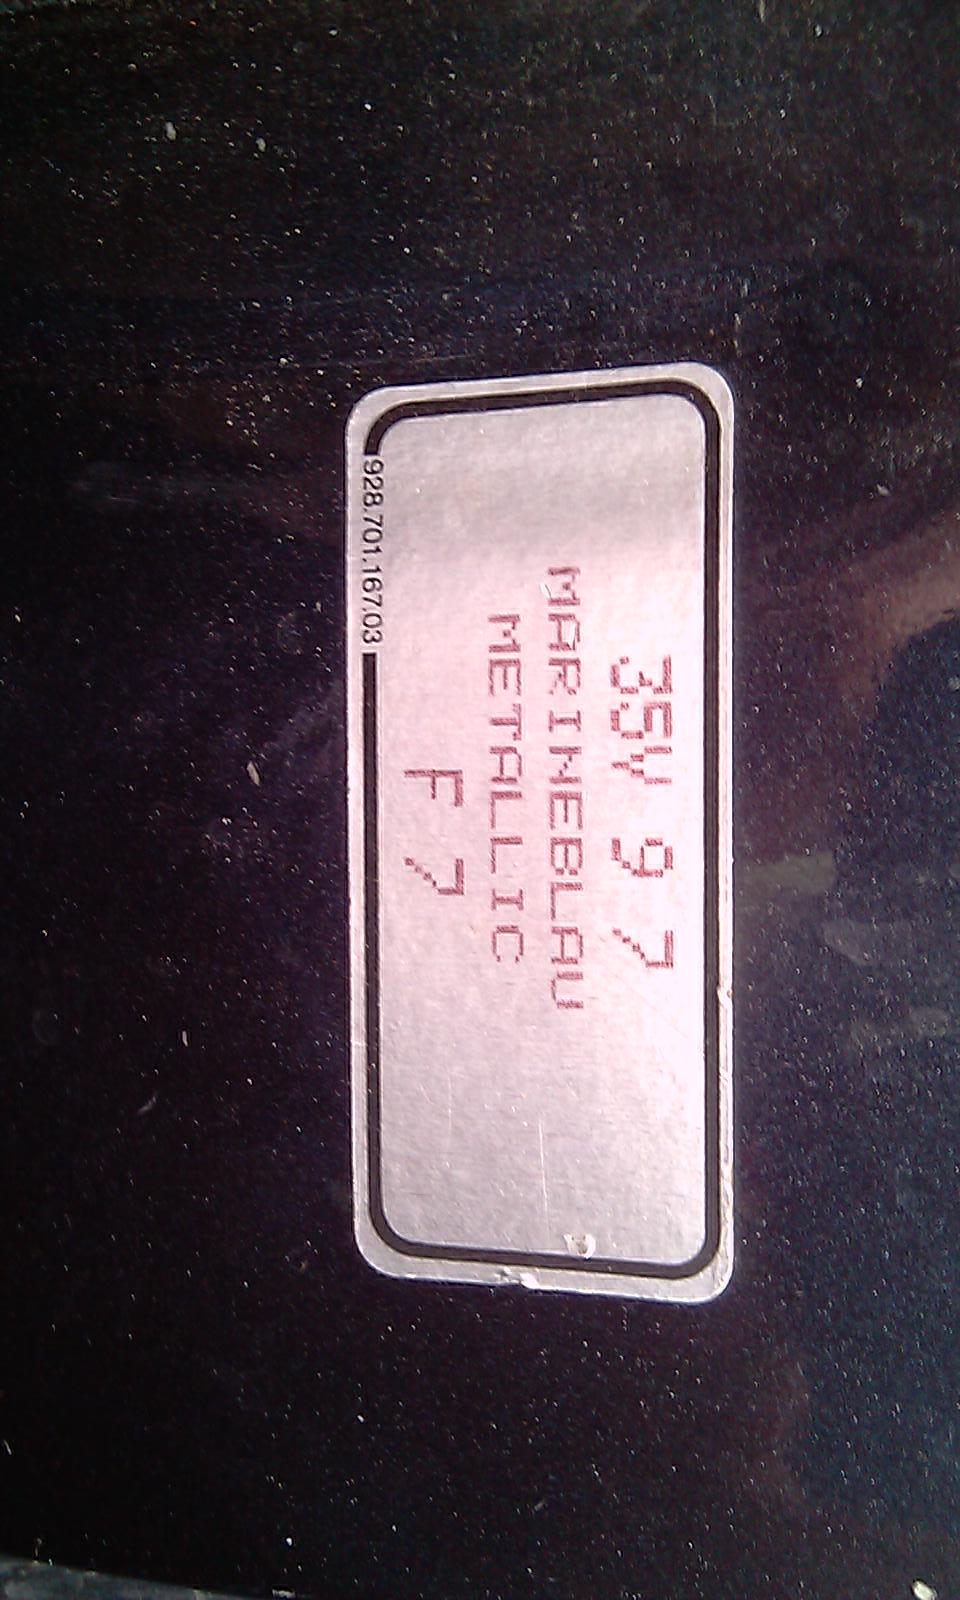 35V 9 7
MARINEBLAU
METALLIC
F 7
928.701.167.03